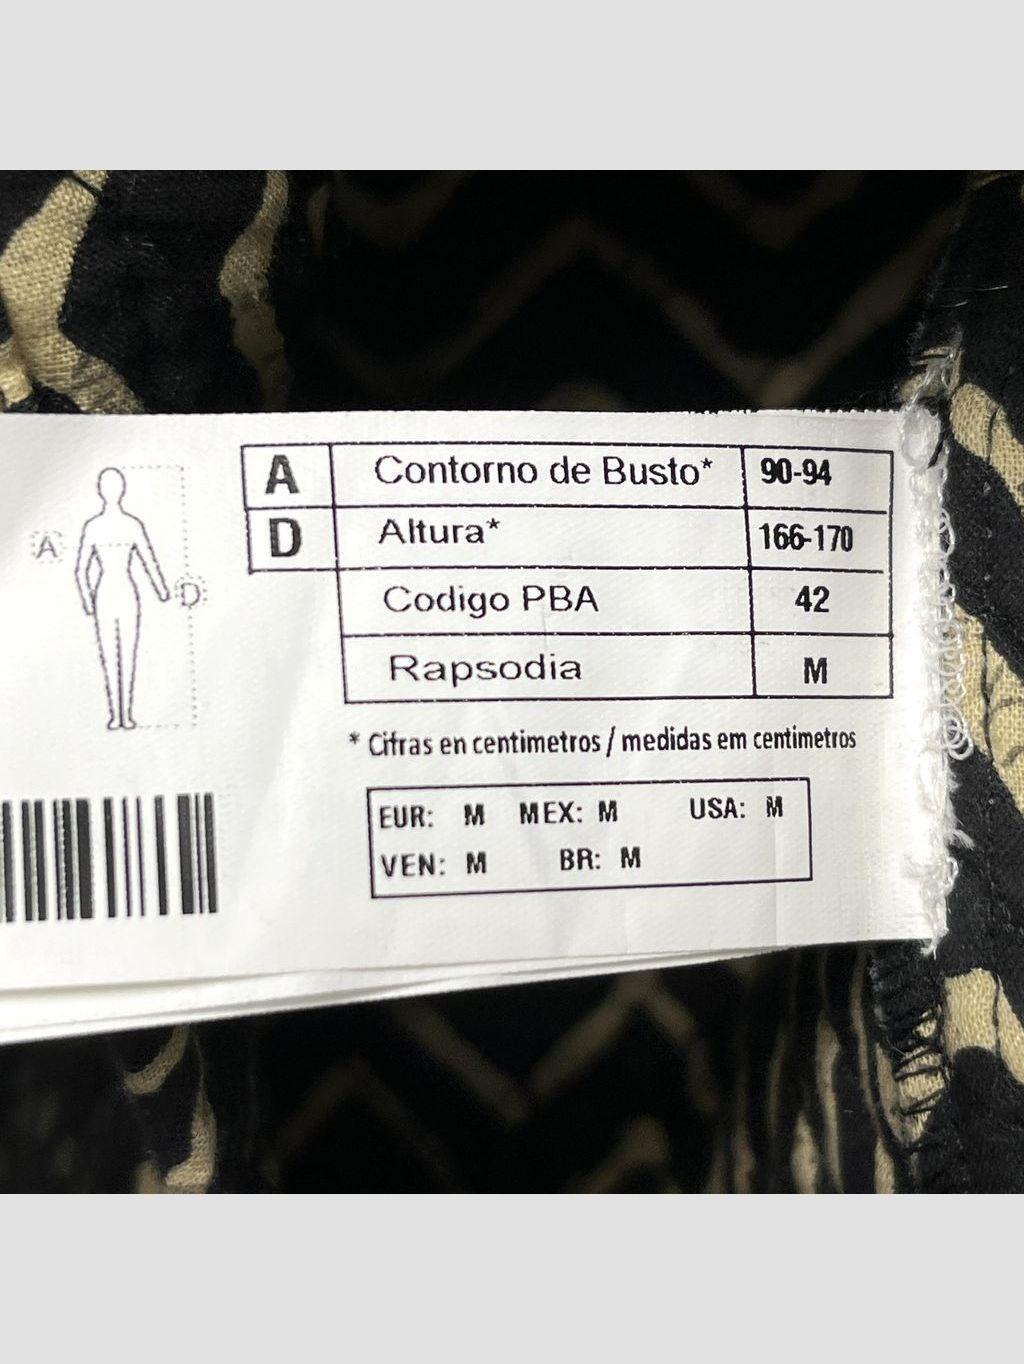 A Contorno de Busto* 90-94
D Altura* 166-170
Codigo PBA 42
Rapsodia M
A
D
* Cifras en centimetros / medidas em centimetros
EUR: M MEX: M USA: M
VEN: M BR: M